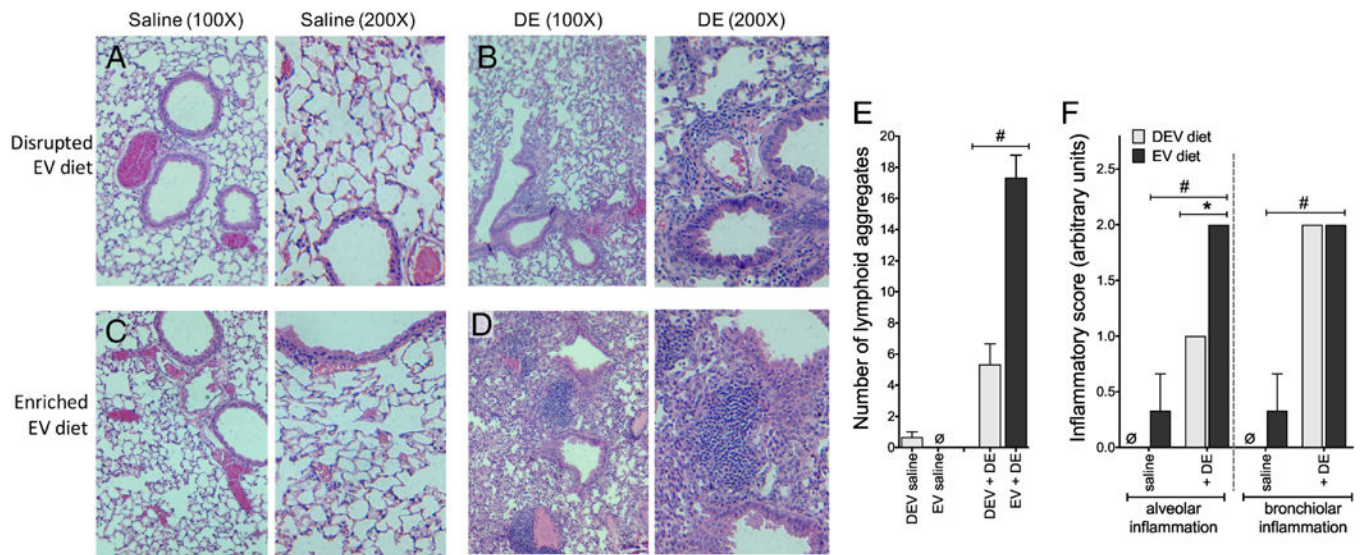 Saline (100X) Saline (200X) DE (100X) DE (200X)
A
B
Disrupted
EV diet
C
D
Enriched
EV diet
E
Number of lymphoid aggregates
20
18
16
14
12
10
8
6
4
2
0
#
ø
DEV saline
EV saline
DEV + DE
EV + DE
F
DEV diet
EV diet
Inflammatory score (arbitrary units)
2.5
2.0
1.5
1.0
0.5
0.0
#
*
#
ø
ø
saline
+ DE
saline
+ DE
alveolar
inflammation
bronchiolar
inflammation